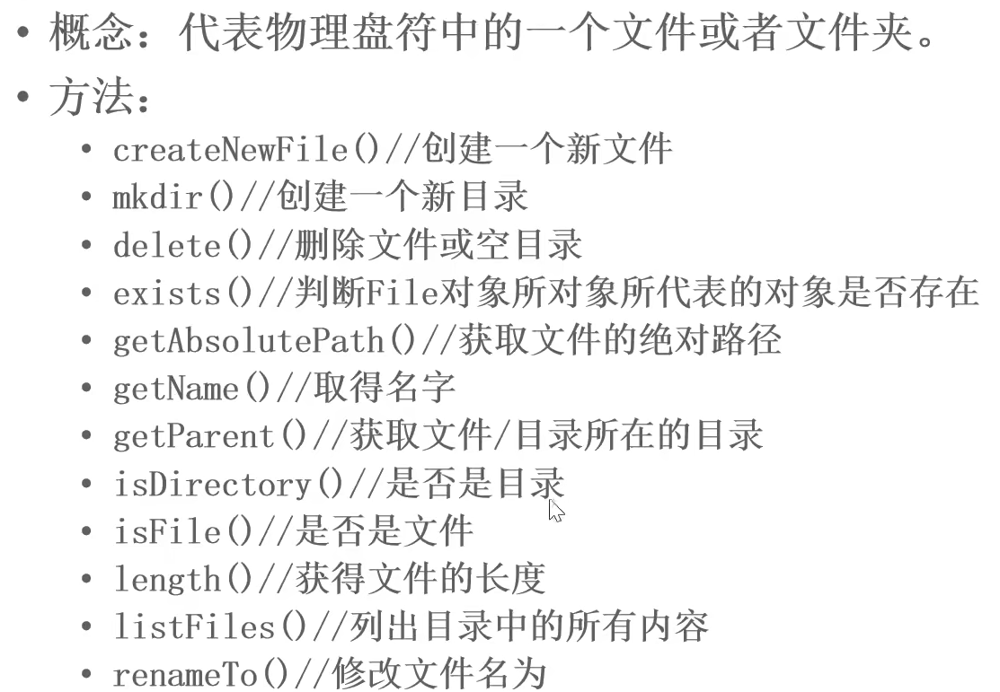 • 概念：代表物理盘符中的一个文件或者文件夹。
• 方法：
• createNewFile()//创建一个新文件
• mkdir()//创建一个新目录
• delete()//删除文件或空目录
• exists()//判断File对象所对象所代表的对象是否存在
• getAbsolutePath()//获取文件的绝对路径
• getName()//取得名字
• getParent()//获取文件/目录所在的目录
• isDirectory()//是否是目录
• isFile()//是否是文件
• length()//获得文件的长度
• listFiles()//列出目录中的所有内容
• renameTo()//修改文件名为